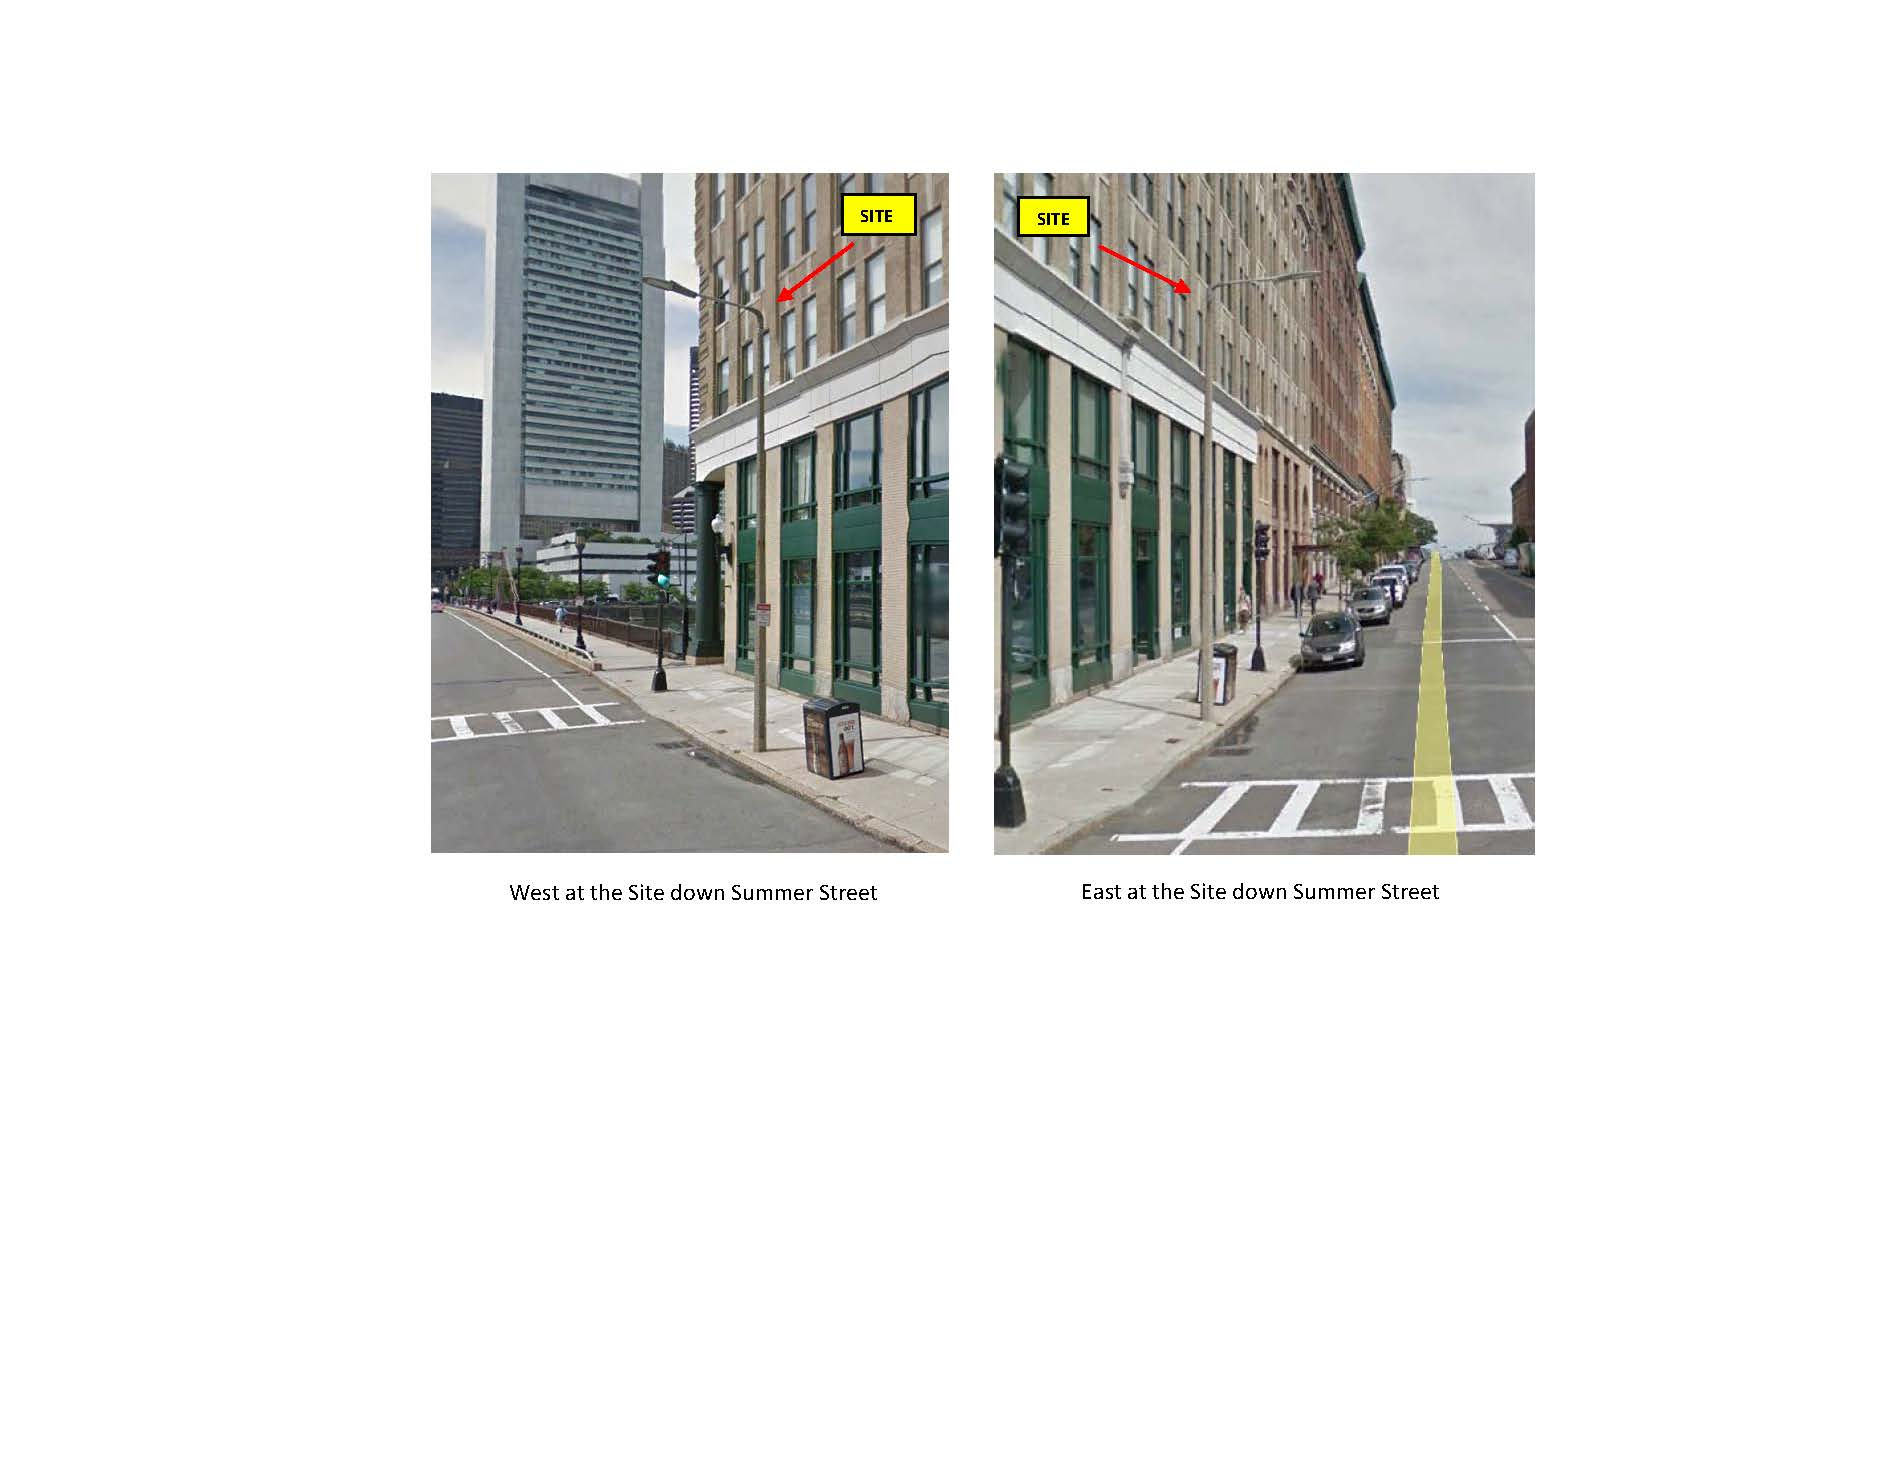 SITE
SITE
West at the Site down Summer Street
East at the Site down Summer Street